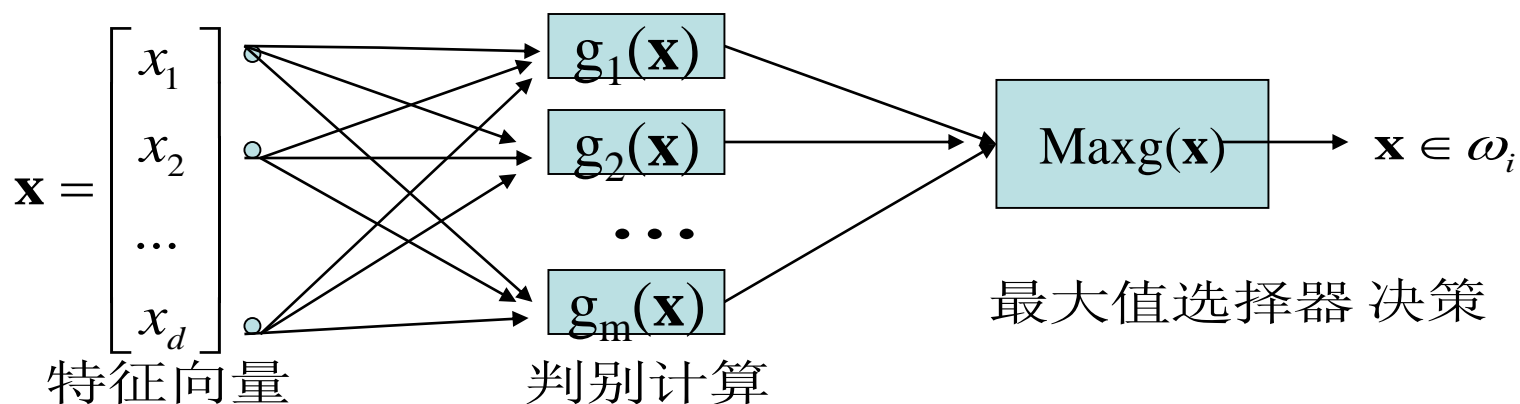 x =
x₁
x₂
...
x_d
特征向量
g₁(x)
g₂(x)
...
gₘ(x)
判别计算
Maxg(x)
最大值选择器 决策
x ∈ ωᵢ